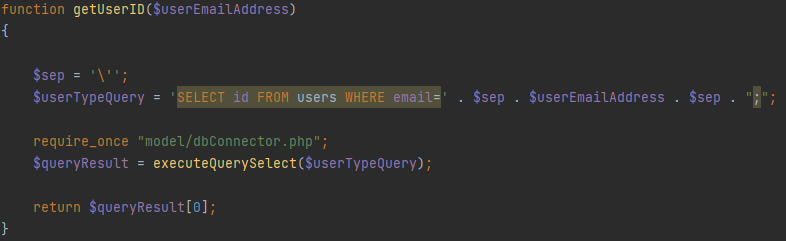 function getUserID($userEmailAddress)
{
$sep = '\'';
$userTypeQuery = 'SELECT id FROM users WHERE email=' . $sep . $userEmailAddress . $sep . ";";
require_once "model/dbConnector.php";
$queryResult = executeQuerySelect($userTypeQuery);
return $queryResult[0];
}